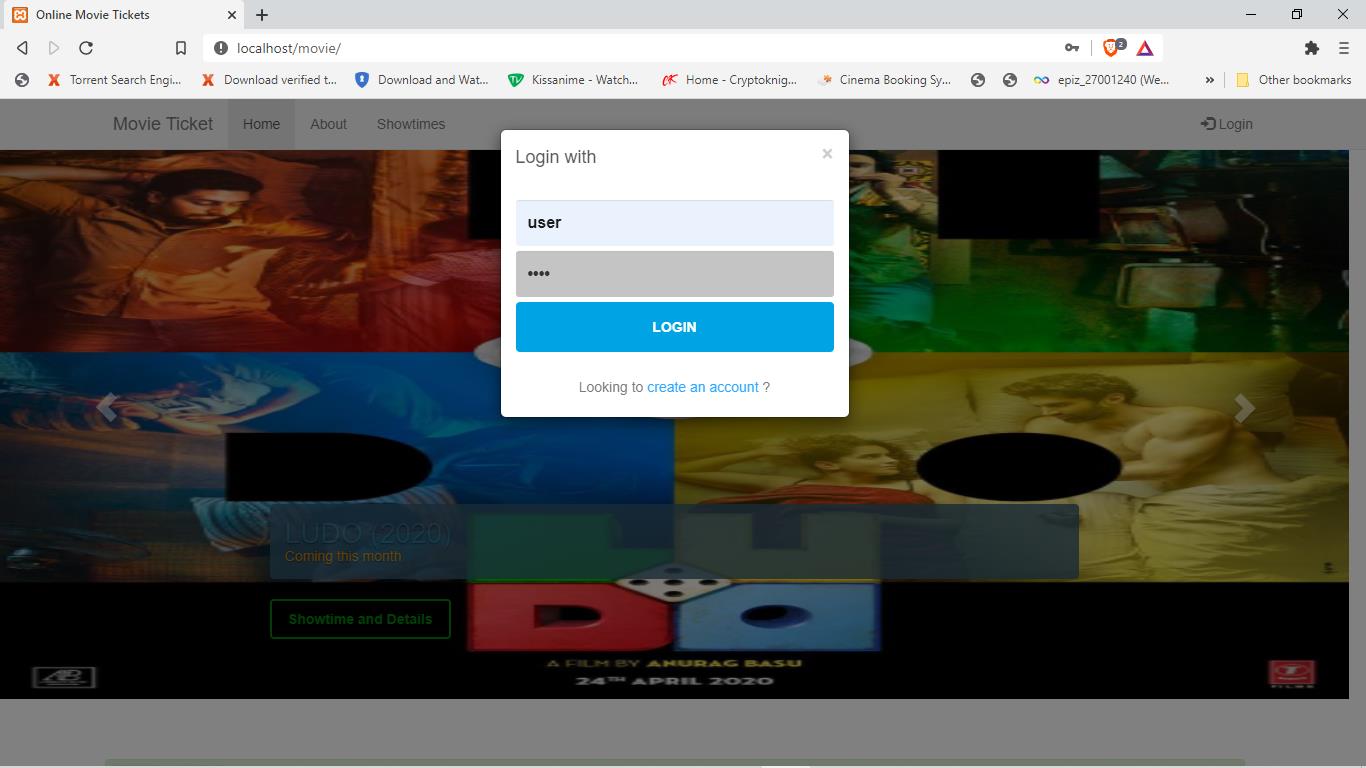 Online Movie Tickets
localhost/movie/
2
Torrent Search Engi... Download verified t... Download and Wat... Kissanime - Watch... Home - Cryptoknig... Cinema Booking Sy... epiz_27001240 (We... » Other bookmarks
Movie Ticket Home About Showtimes Login
Login with ×
user
••••
LOGIN
Looking to create an account ?
LUDO (2020)
Coming this month
Showtime and Details
LUDO
A FILM BY ANURAG BASU
24TH APRIL 2020